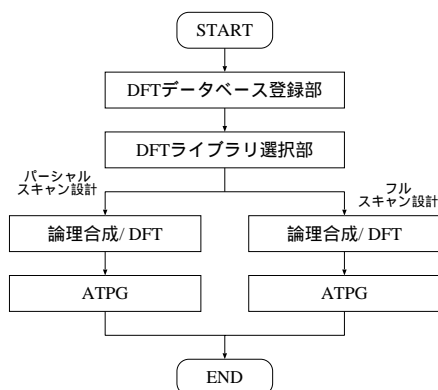 START
DFTデータベース登録部
DFTライブラリ選択部
パーシャル
スキャン設計
フル
スキャン設計
論理合成/ DFT
論理合成/ DFT
ATPG
ATPG
END